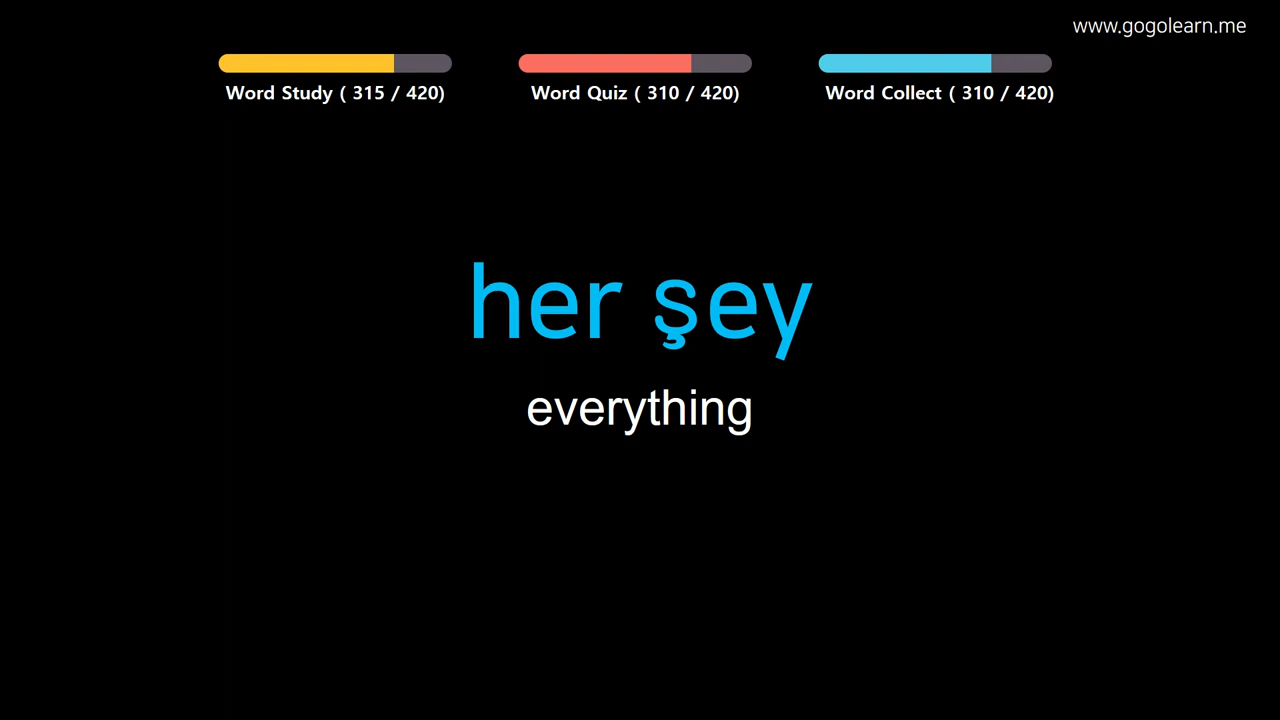 www.gogolearn.me
Word Study ( 315 / 420)
Word Quiz ( 310 / 420)
Word Collect ( 310 / 420)
her şey
everything